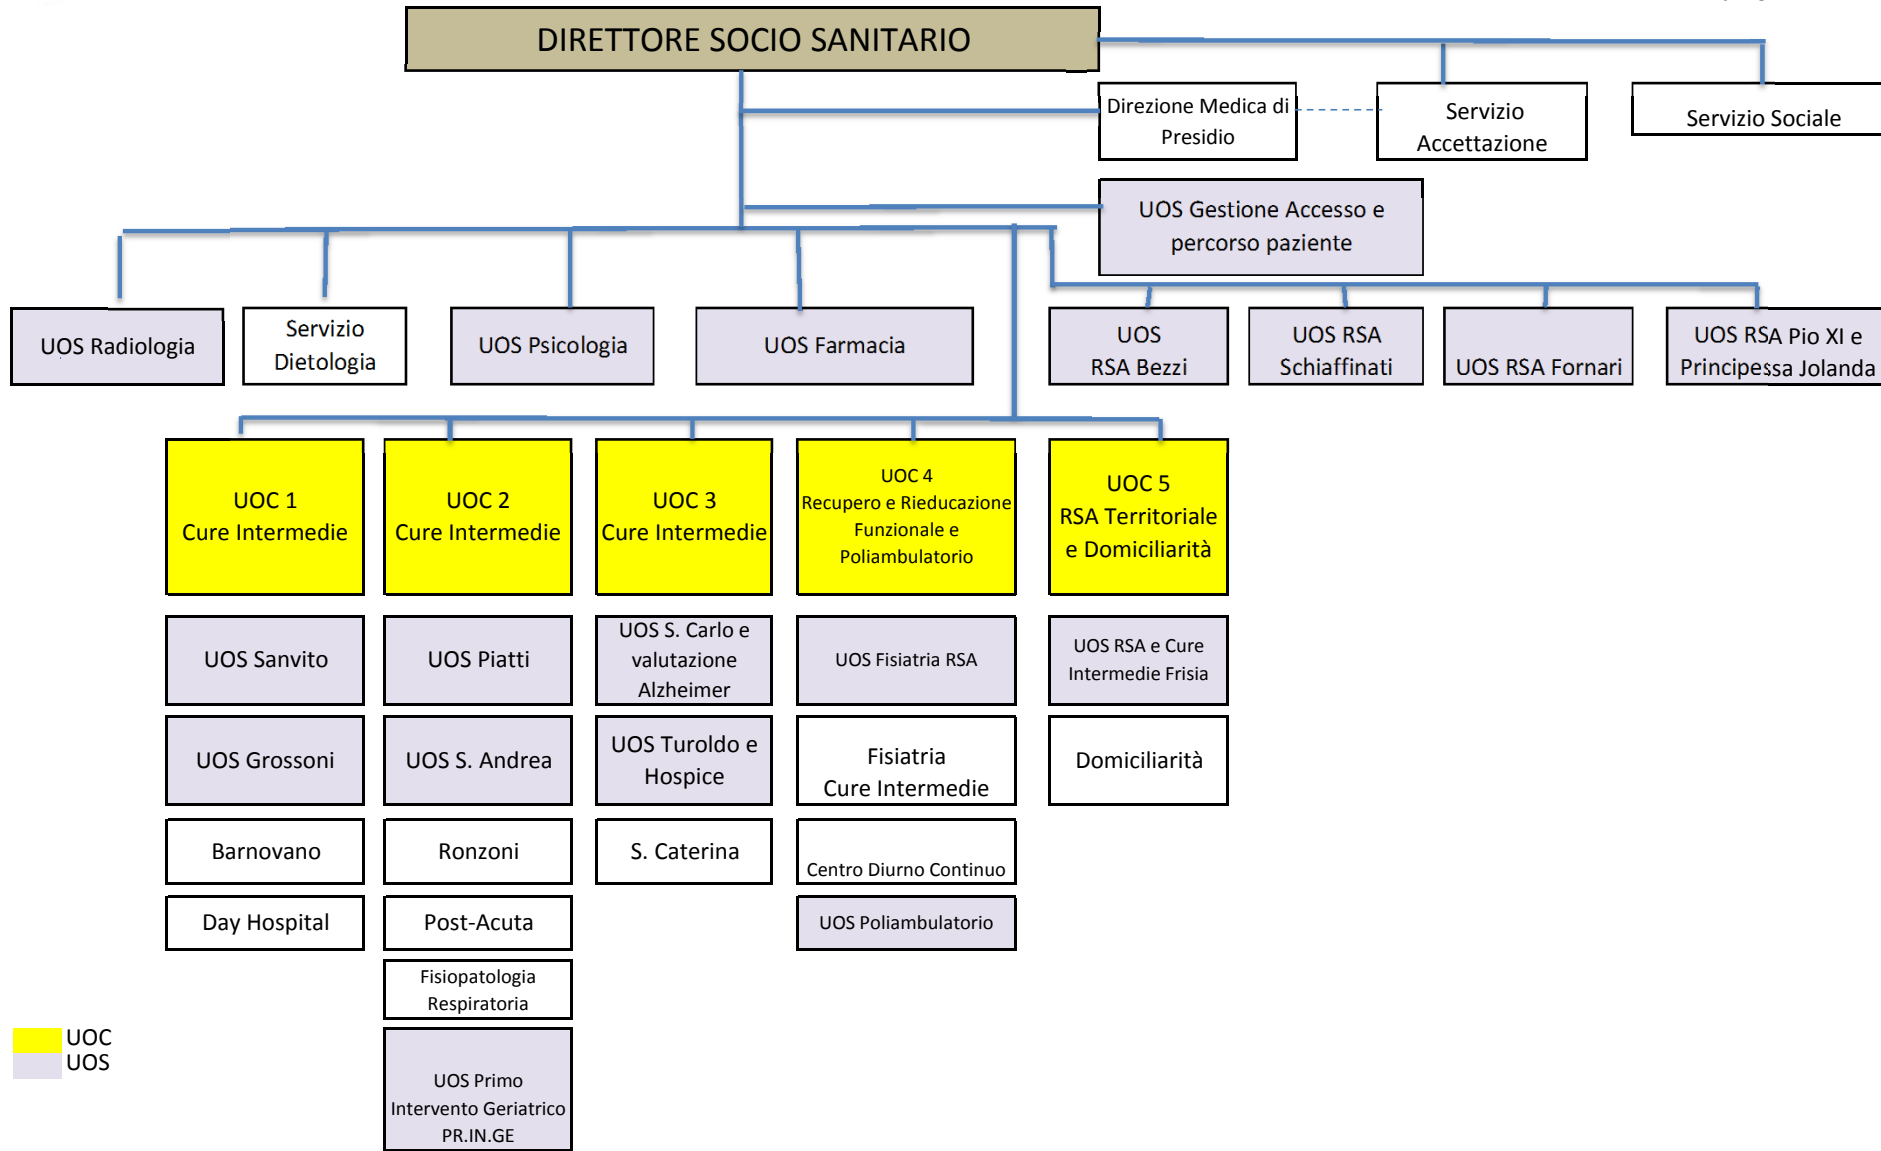 DIRETTORE SOCIO SANITARIO
Direzione Medica di
Presidio
Servizio
Accettazione
Servizio Sociale
UOS Gestione Accesso e
percorso paziente
UOS Radiologia
Servizio
Dietologia
UOS Psicologia
UOS Farmacia
UOS
RSA Bezzi
UOS RSA
Schiaffinati
UOS RSA Fornari
UOS RSA Pio XI e
Principessa Jolanda
UOC 1
Cure Intermedie
UOC 2
Cure Intermedie
UOC 3
Cure Intermedie
UOC 4
Recupero e Rieducazione
Funzionale e
Poliambulatorio
UOC 5
RSA Territoriale
e Domiciliarità
UOS Sanvito
UOS Piatti
UOS S. Carlo e
valutazione
Alzheimer
UOS Fisiatria RSA
UOS RSA e Cure
Intermedie Frisia
UOS Grossoni
UOS S. Andrea
UOS Turoldo e
Hospice
Fisiatria
Cure Intermedie
Domiciliarità
Barnovano
Ronzoni
S. Caterina
Centro Diurno Continuo
Day Hospital
Post-Acuta
UOS Poliambulatorio
Fisiopatologia
Respiratoria
UOS Primo
Intervento Geriatrico
PR.IN.GE
UOC
UOS